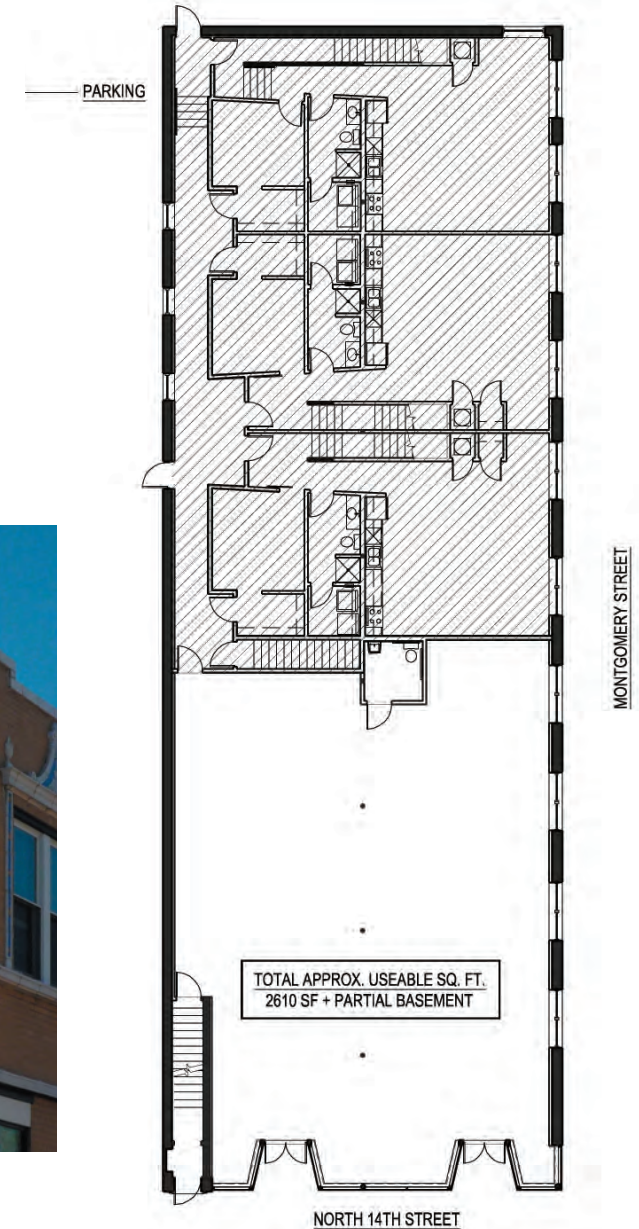 PARKING
MONTGOMERY STREET
TOTAL APPROX. USEABLE SQ. FT.
2610 SF + PARTIAL BASEMENT
NORTH 14TH STREET